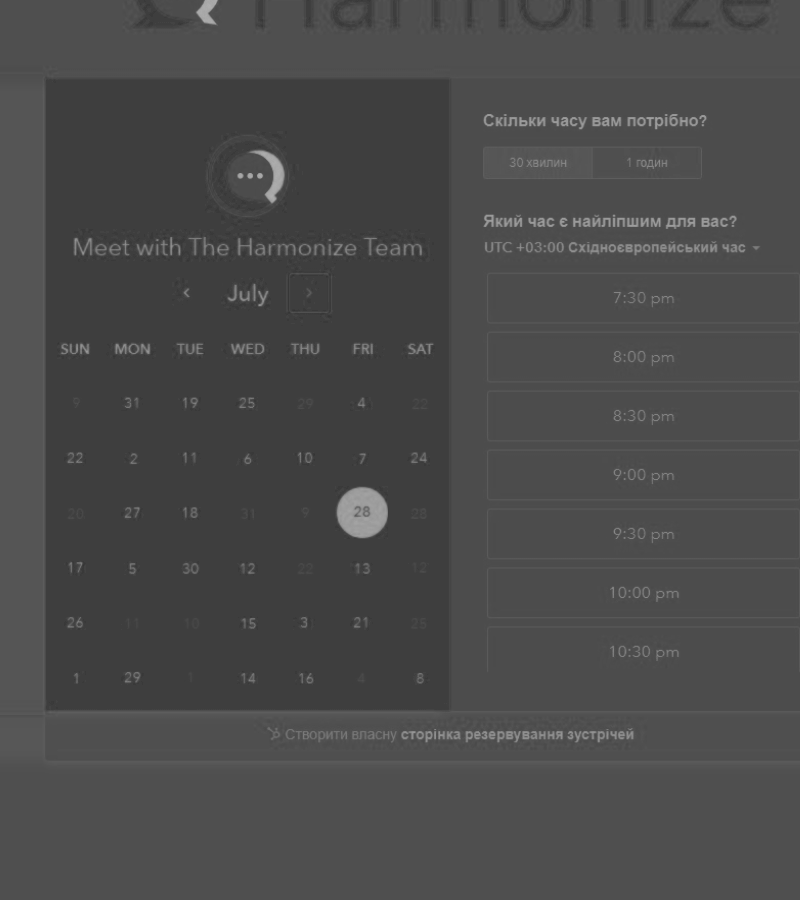 Harmonize
Meet with The Harmonize Team
‹ July ›
SUN MON TUE WED THU FRI SAT
9 31 19 25 29 4 22
22 2 11 6 10 7 24
20 27 18 31 9 28 28
17 5 30 12 22 13 12
26 11 10 15 3 21 25
1 29 1 14 16 4 8
Скільки часу вам потрібно?
30 хвилин 1 годин
Який час є найліпшим для вас?
UTC +03:00 Східноєвропейський час
7:30 pm
8:00 pm
8:30 pm
9:00 pm
9:30 pm
10:00 pm
10:30 pm
Створити власну сторінка резервування зустрічей